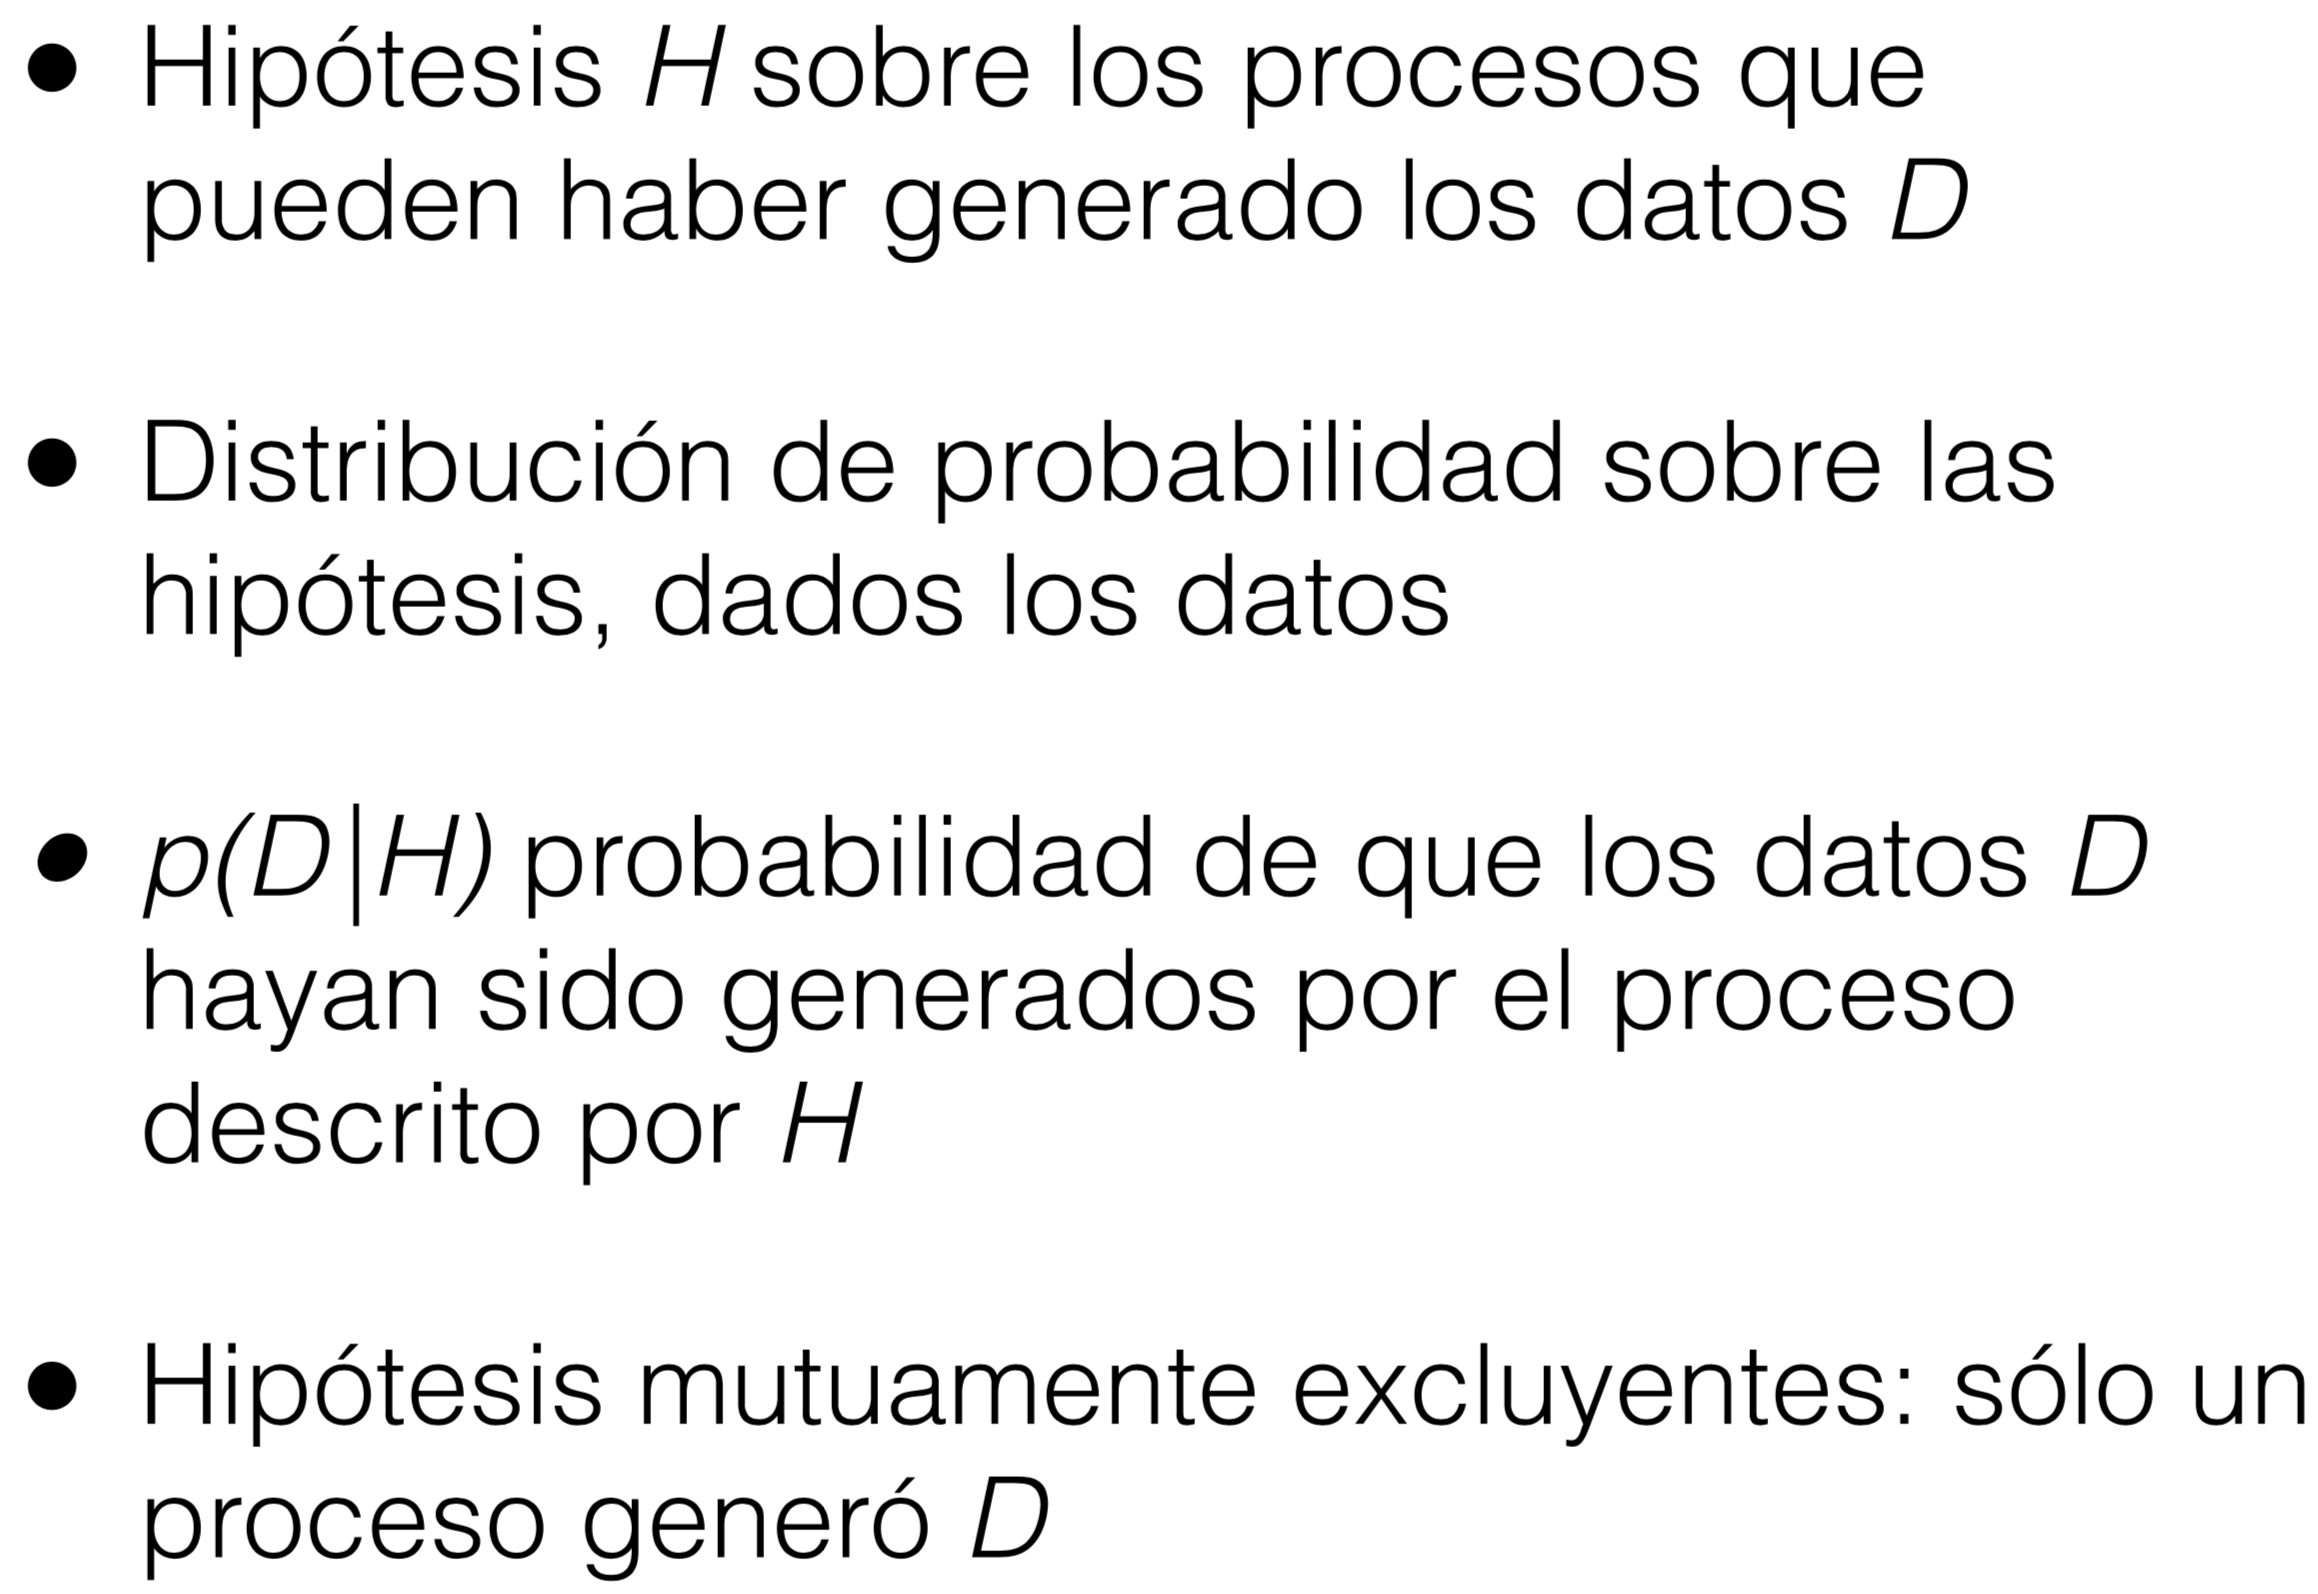 • Hipótesis H sobre los procesos que
pueden haber generado los datos D
• Distribución de probabilidad sobre las
hipótesis, dados los datos
• p(D|H) probabilidad de que los datos D
hayan sido generados por el proceso
descrito por H
• Hipótesis mutuamente excluyentes: sólo un
proceso generó D